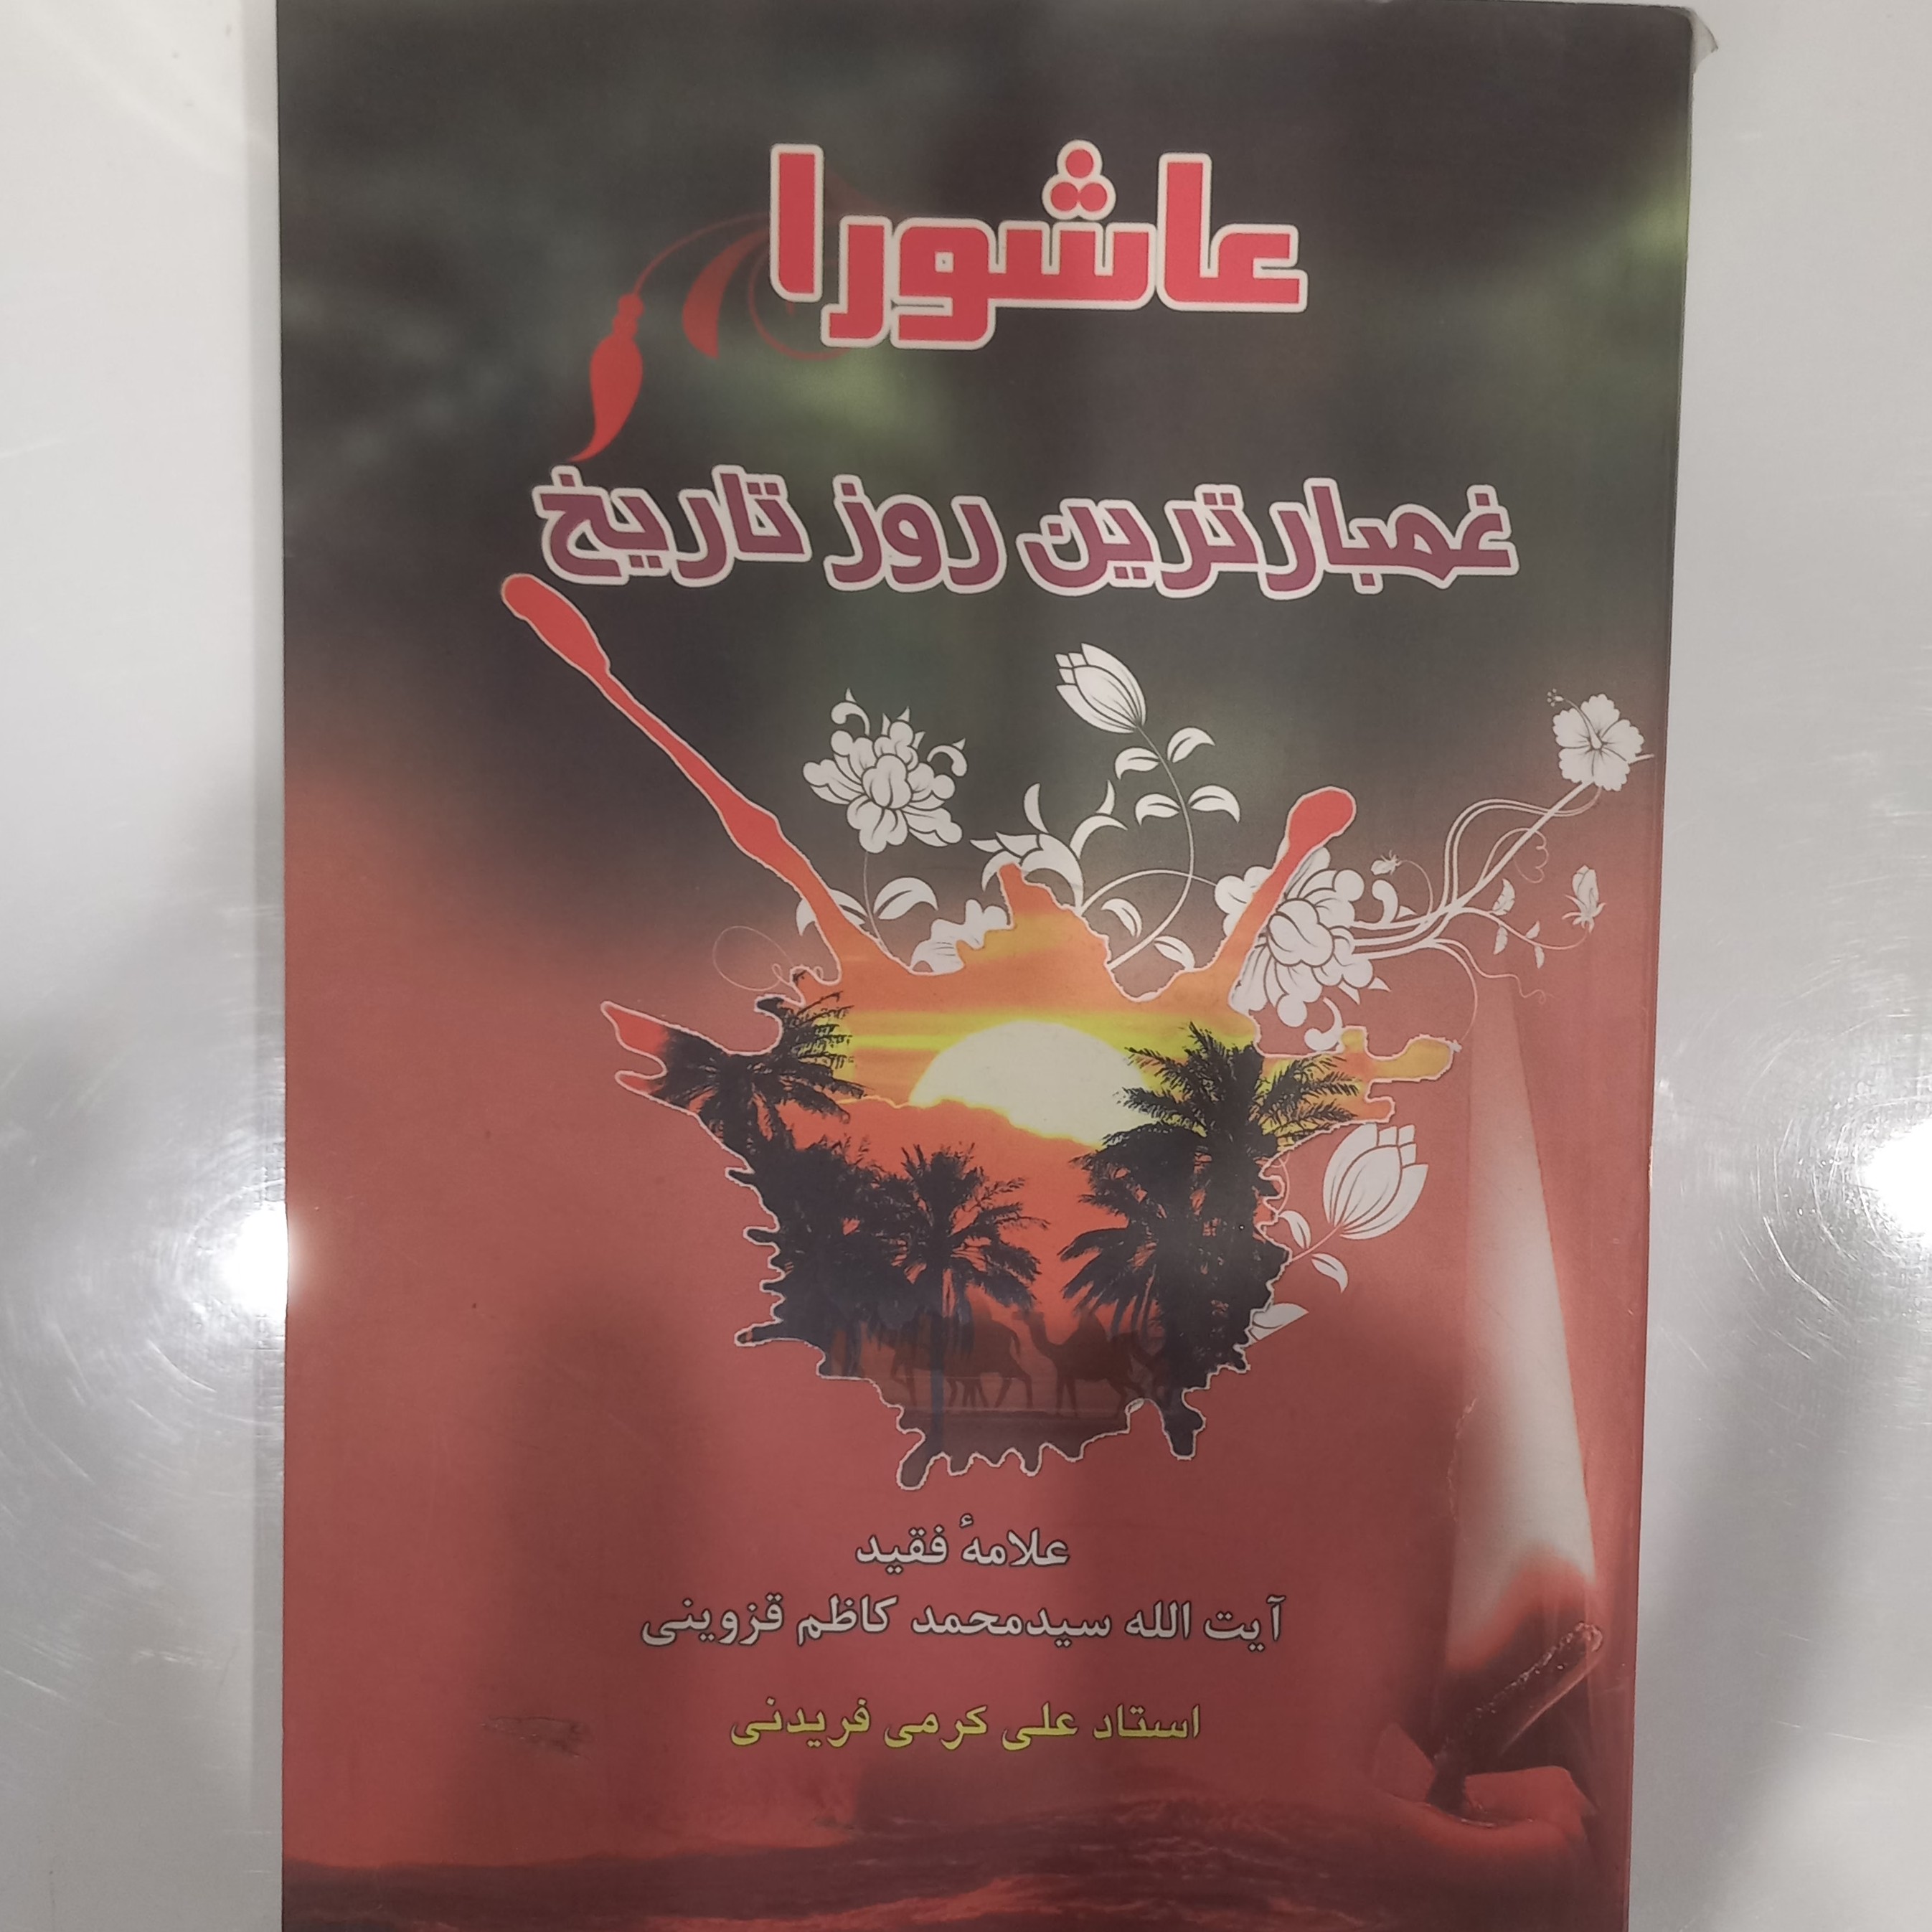 عاشورا
غمبارترین روز تاریخ
علامهٔ فقید
آیت الله سیدمحمد کاظم قزوینی
استاد علی کرمی فریدنی